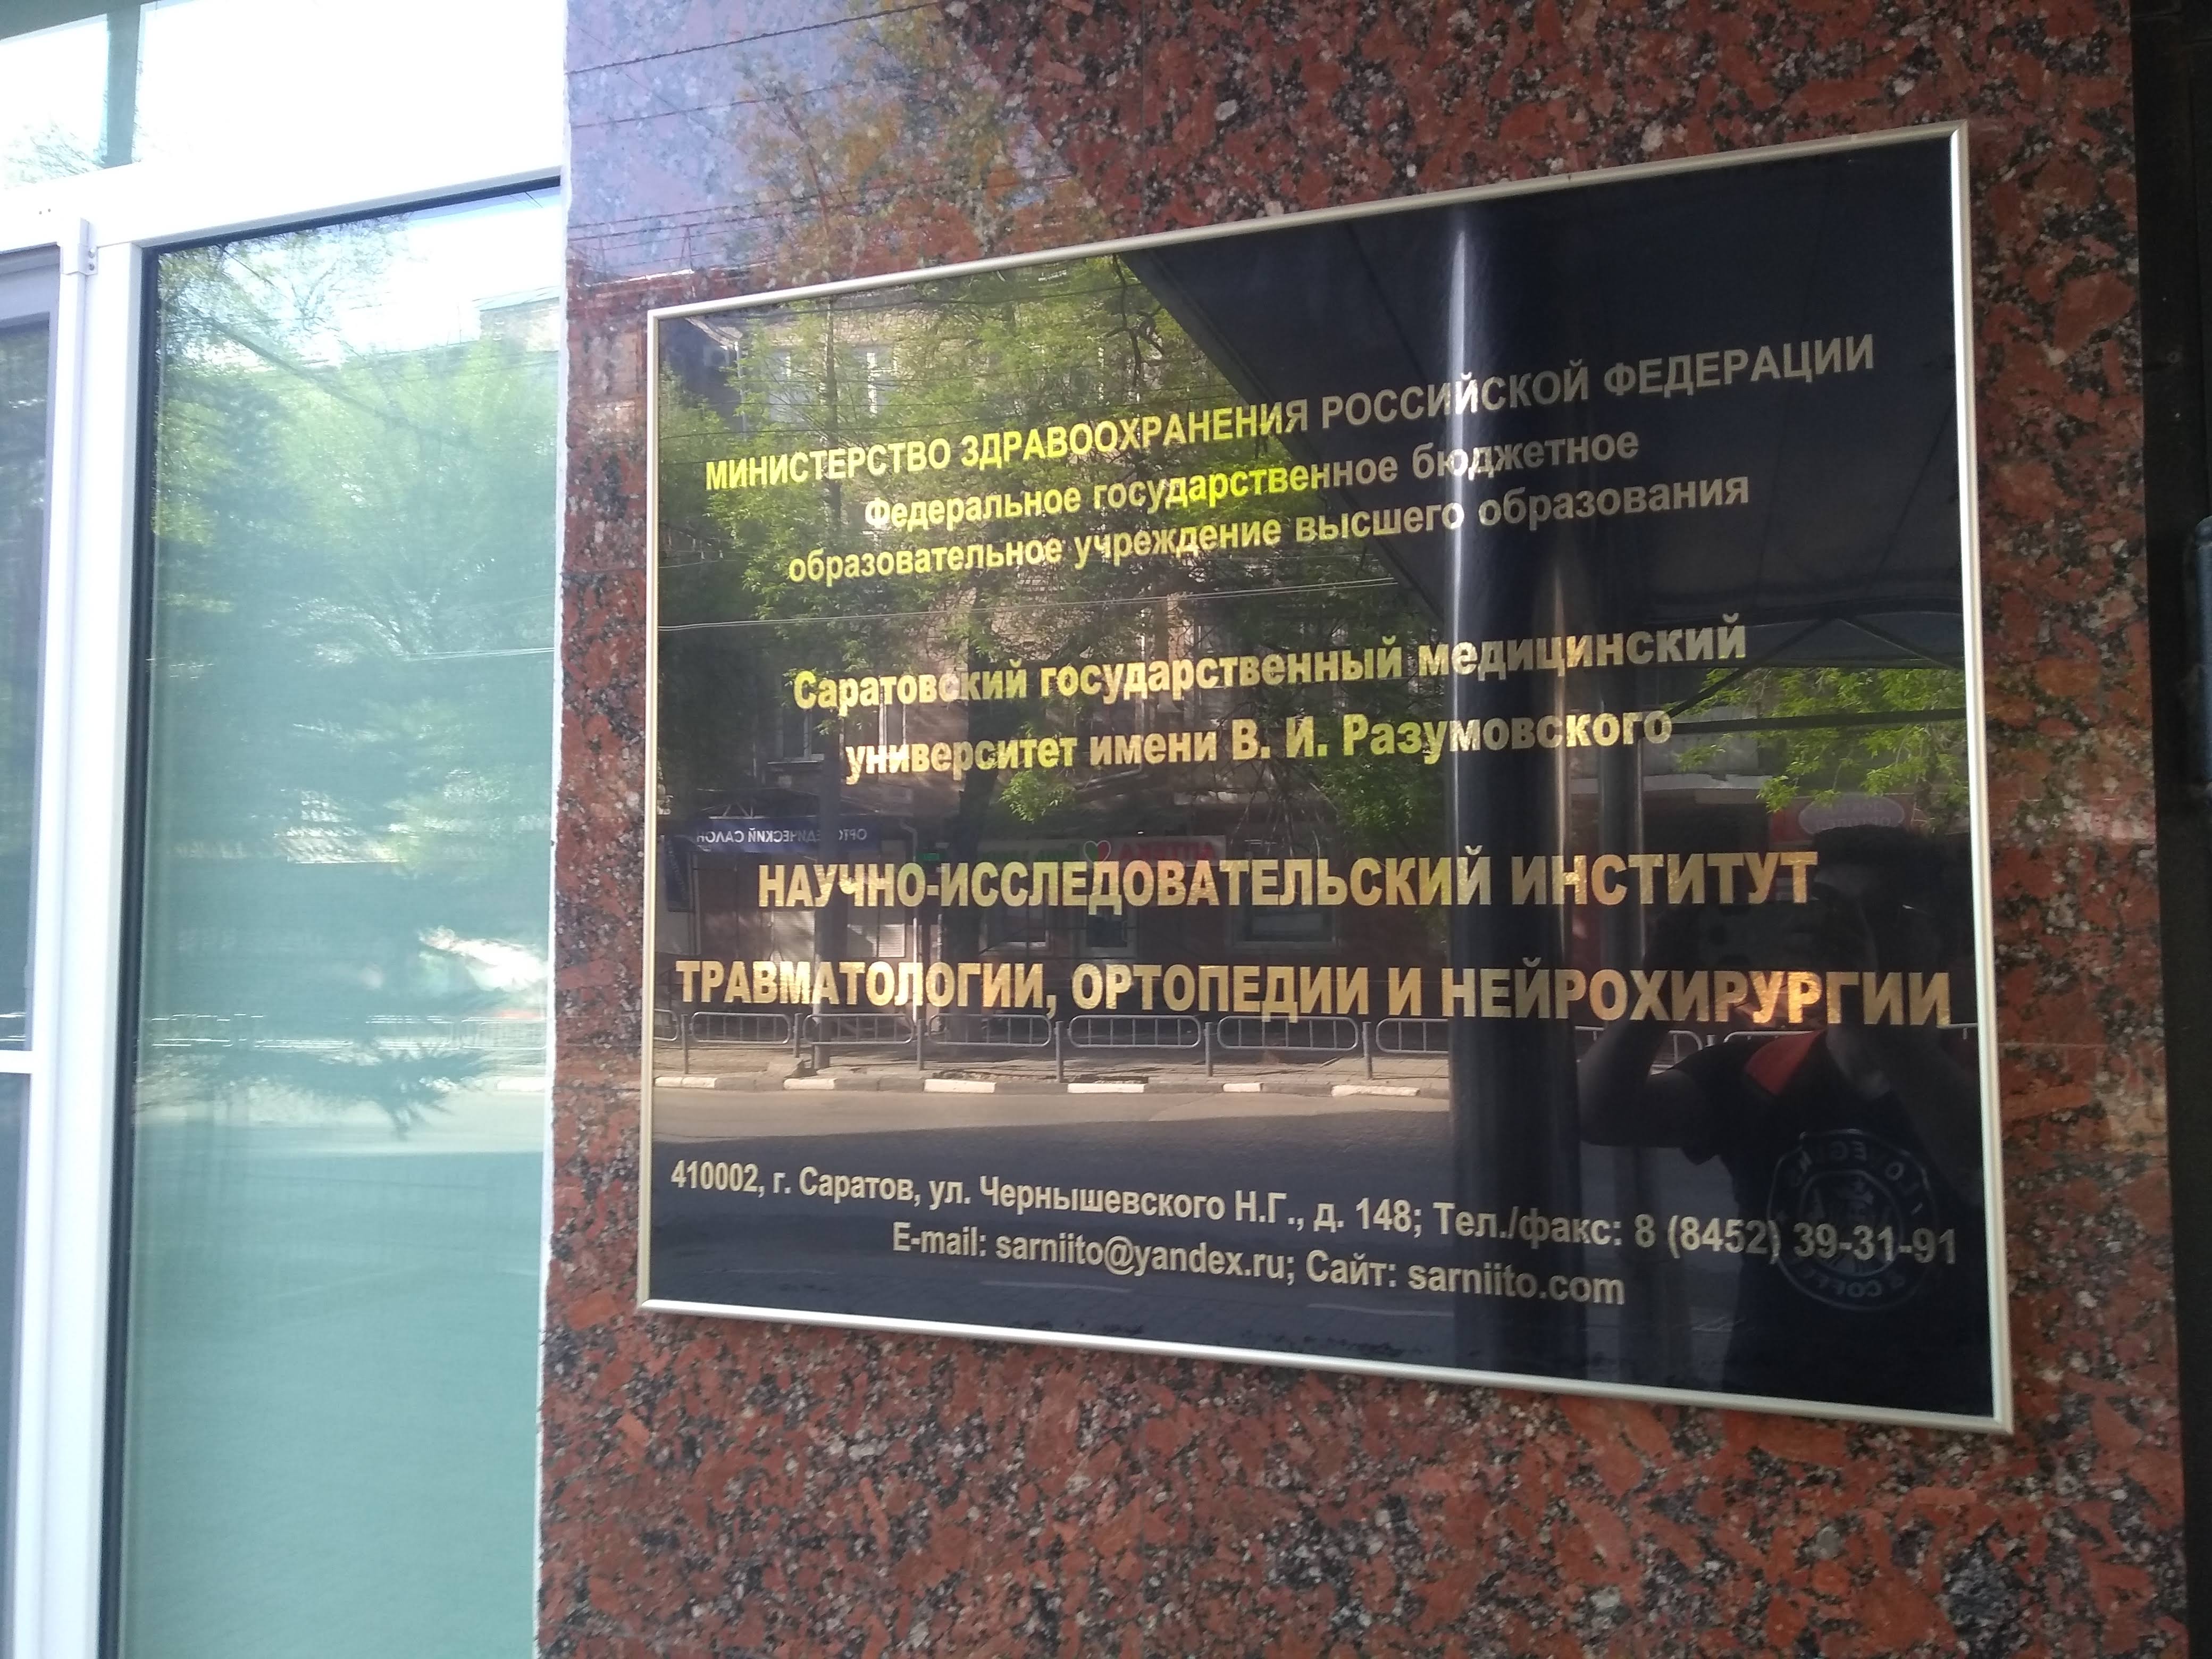 МИНИСТЕРСТВО ЗДРАВООХРАНЕНИЯ РОССИЙСКОЙ ФЕДЕРАЦИИ
Федеральное государственное бюджетное
образовательное учреждение высшего образования
Саратовский государственный медицинский
университет имени В. И. Разумовского
ОРТОПЕДИЧЕСКИЙ САЛОН
НАУЧНО-ИССЛЕДОВАТЕЛЬСКИЙ ИНСТИТУТ
ТРАВМАТОЛОГИИ, ОРТОПЕДИИ И НЕЙРОХИРУРГИИ
410002, г. Саратов, ул. Чернышевского Н.Г., д. 148; Тел./факс: 8 (8452) 39-31-91
E-mail: sarniito@yandex.ru; Сайт: sarniito.com